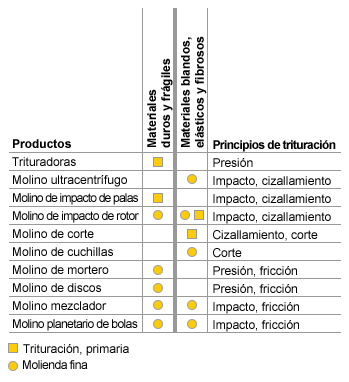 Productos
Materiales
duros y frágiles
Materiales blandos,
elásticos y fibrosos
Principios de trituración
Trituradoras Presión
Molino ultracentrífugo Impacto, cizallamiento
Molino de impacto de palas Impacto, cizallamiento
Molino de impacto de rotor Impacto, cizallamiento
Molino de corte Cizallamiento, corte
Molino de cuchillas Corte
Molino de mortero Presión, fricción
Molino de discos Presión, fricción
Molino mezclador Impacto, fricción
Molino planetario de bolas Impacto, fricción
Trituración, primaria
Molienda fina